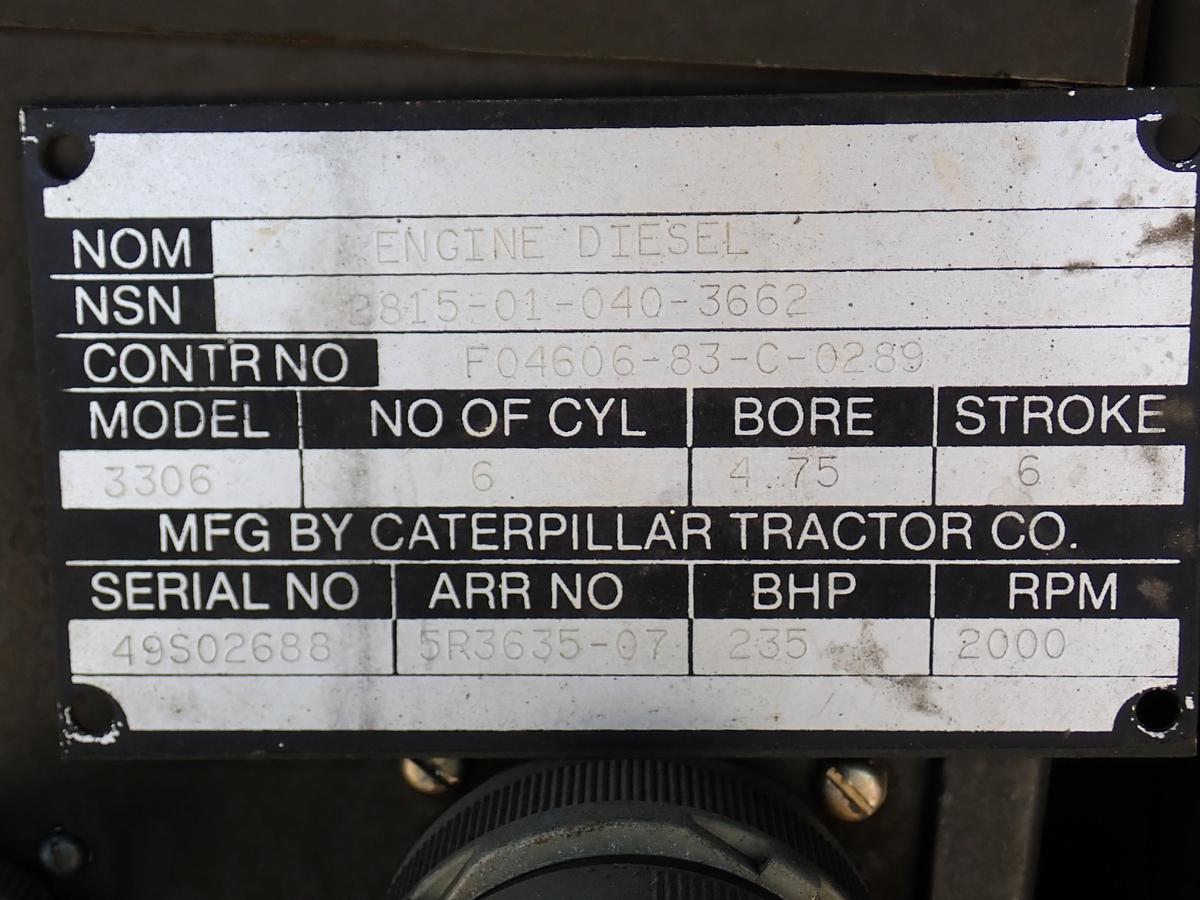 NOM ENGINE DIESEL
NSN 2815-01-040-3662
CONTR NO F04606-83-C-0289
MODEL NO OF CYL BORE STROKE
3306 6 4.75 6
MFG BY CATERPILLAR TRACTOR CO.
SERIAL NO ARR NO BHP RPM
49S02688 5R3635-07 235 2000